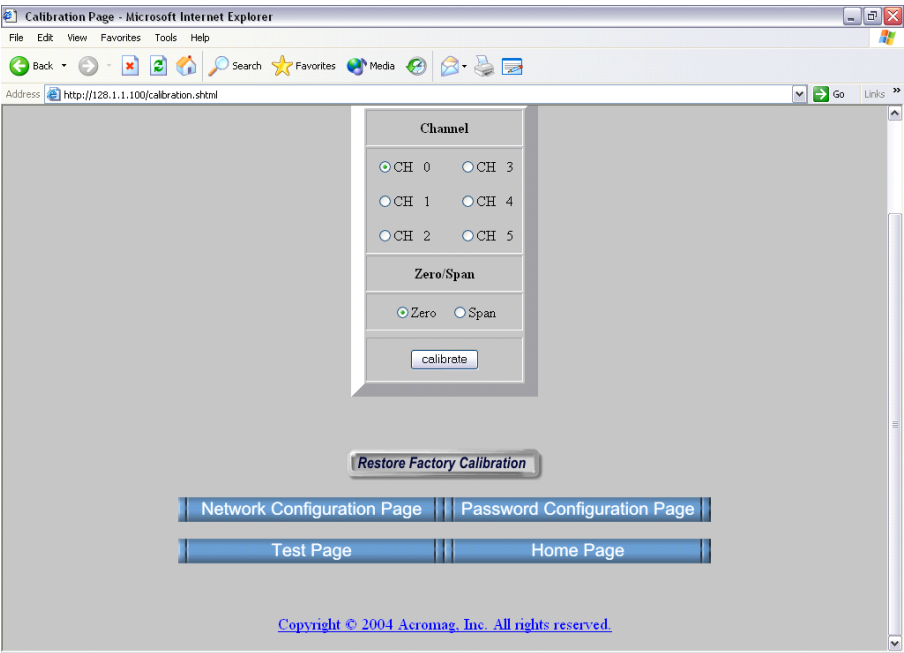 Calibration Page - Microsoft Internet Explorer
File Edit View Favorites Tools Help
Back Search Favorites Media
Address http://128.1.1.100/calibration.shtml Go Links »
Channel
CH 0 CH 3
CH 1 CH 4
CH 2 CH 5
Zero/Span
Zero Span
calibrate
Restore Factory Calibration
Network Configuration Page Password Configuration Page
Test Page Home Page
Copyright © 2004 Acromag, Inc. All rights reserved.